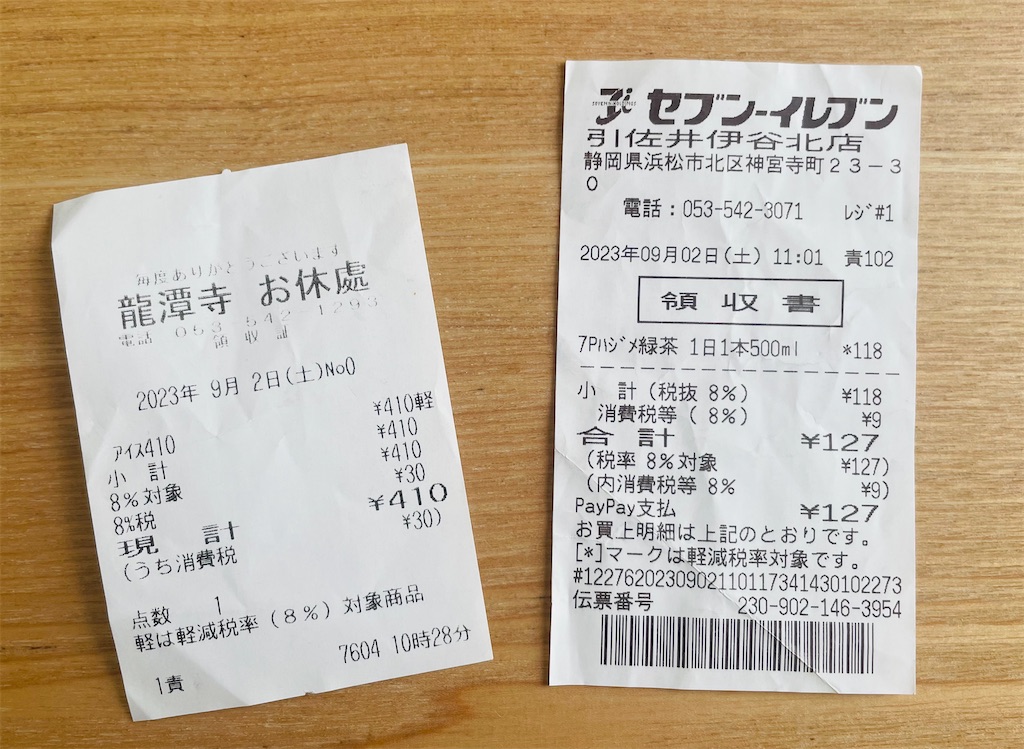 毎度ありがとうございます
龍潭寺 お休處
電話 053 542 1293
領 収 証
2023年 9月 2日(土)No0
¥410軽
アイス410 ¥410
小 計 ¥410
8%対象 ¥30
8%税
現 計 ¥410
(うち消費税 ¥30)
点数 1
軽は軽減税率(8%)対象商品
7604 10時28分
1責
セブン-イレブン
引佐井伊谷北店
静岡県浜松市北区神宮寺町23-3
0
電話:053-542-3071 レジ#1
2023年09月02日(土) 11:01 責102
領 収 書
7Pハジメ緑茶 1日1本500ml *118
小 計(税抜 8%) ¥118
消費税等( 8%) ¥9
合 計 ¥127
(税率 8%対象 ¥127)
(内消費税等 8% ¥9)
PayPay支払 ¥127
お買上明細は上記のとおりです。
[*]マークは軽減税率対象です。
#1227620230902110117341430102273
伝票番号 230-902-146-3954